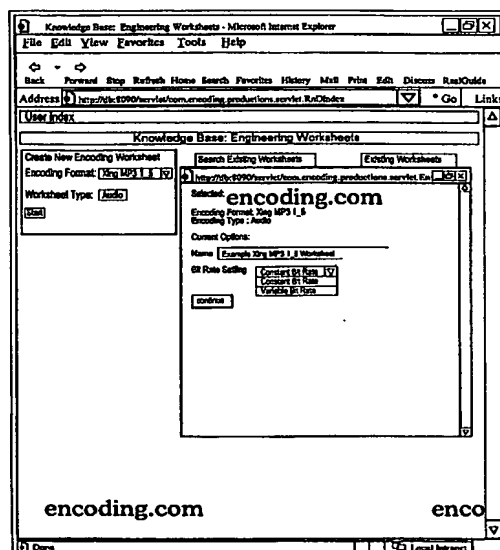 Knowledge Base: Engineering Worksheets - Microsoft Internet Explorer
File Edit View Favorites Tools Help
Back Forward Stop Refresh Home Search Favorites History Mail Print Edit Discuss RealGuide
Address http://tib:8090/servlet/com.encoding.productions.servlet.RnDIndex Go Links
User Index
Knowledge Base: Engineering Worksheets
Create New Encoding Worksheet
Encoding Format: Xing MP3 1_5
Worksheet Type: Audio
Start
Search Existing Worksheets
Existing Worksheets
http://tib:8090/servlet/com.encoding.productions.servlet.En
Selected:
encoding.com
Encoding Format: Xing MP3 1_5
Encoding Type : Audio
Current Options:
Name Example Xing MP3 1_5 Worksheet
Bit Rate Setting Constant Bit Rate
Constant Bit Rate
Variable Bit Rate
continue
encoding.com
enco
Done
Local intranet